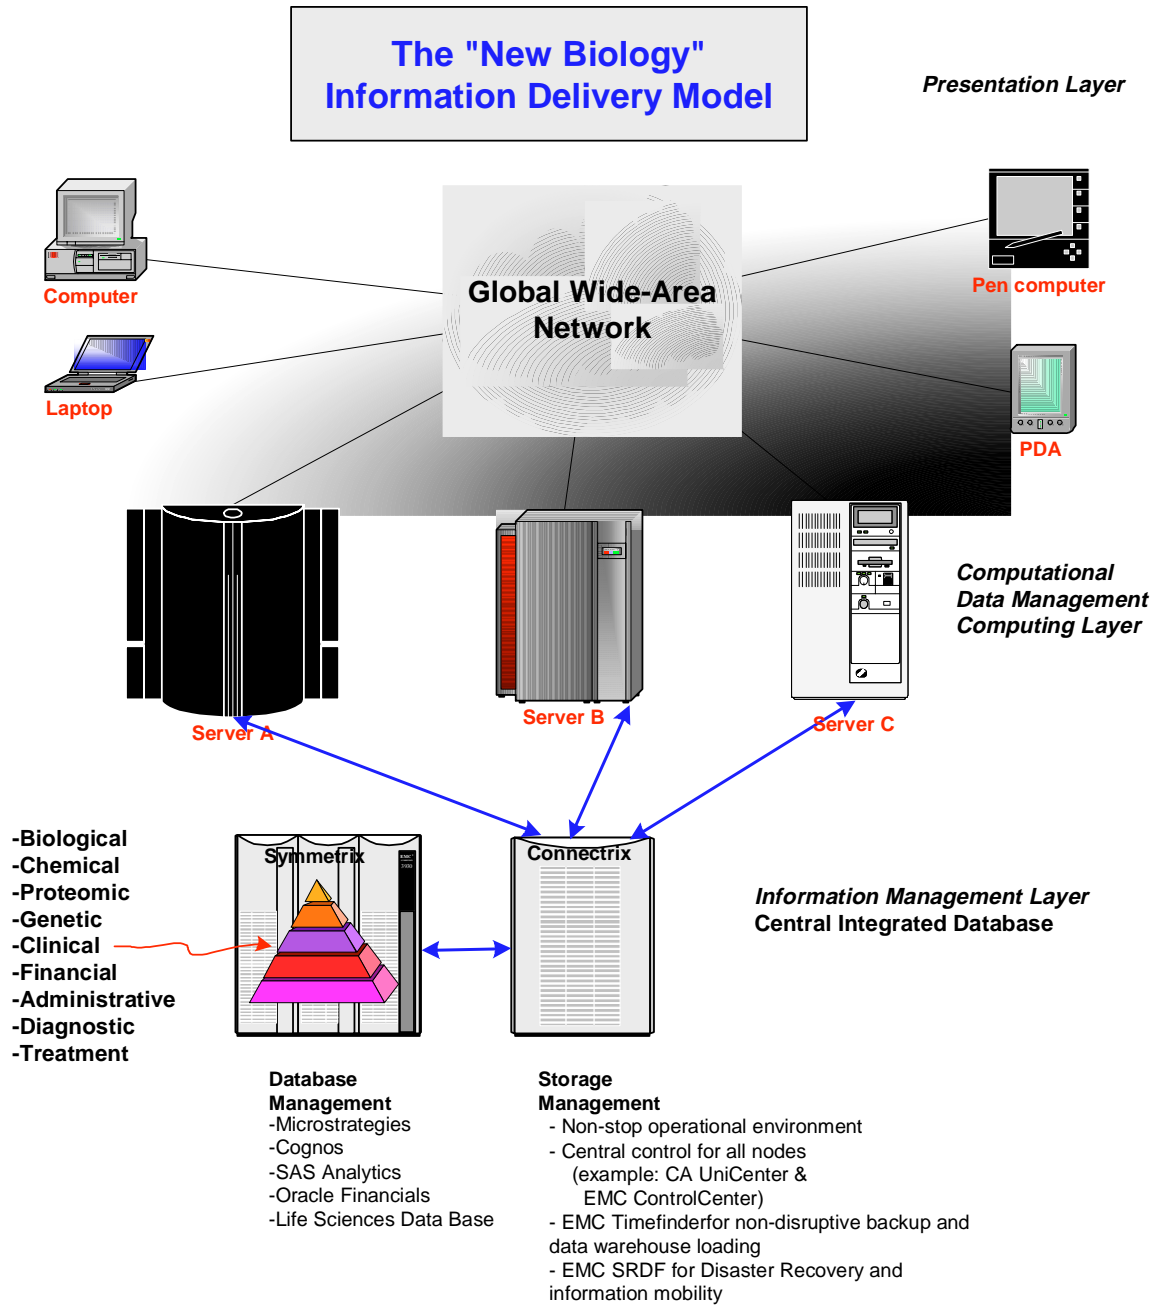 The "New Biology"
Information Delivery Model
Presentation Layer
Computer
Laptop
Global Wide-Area
Network
Pen computer
PDA
Computational
Data Management
Computing Layer
Server A
Server B
Server C
-Biological
-Chemical
-Proteomic
-Genetic
-Clinical
-Financial
-Administrative
-Diagnostic
-Treatment
Symmetrix
EMC²
Connectrix
Information Management Layer
Central Integrated Database
Database
Management
-Microstrategies
-Cognos
-SAS Analytics
-Oracle Financials
-Life Sciences Data Base
Storage
Management
- Non-stop operational environment
- Central control for all nodes
(example: CA UniCenter &
EMC ControlCenter)
- EMC Timefinderfor non-disruptive backup and
data warehouse loading
- EMC SRDF for Disaster Recovery and
information mobility